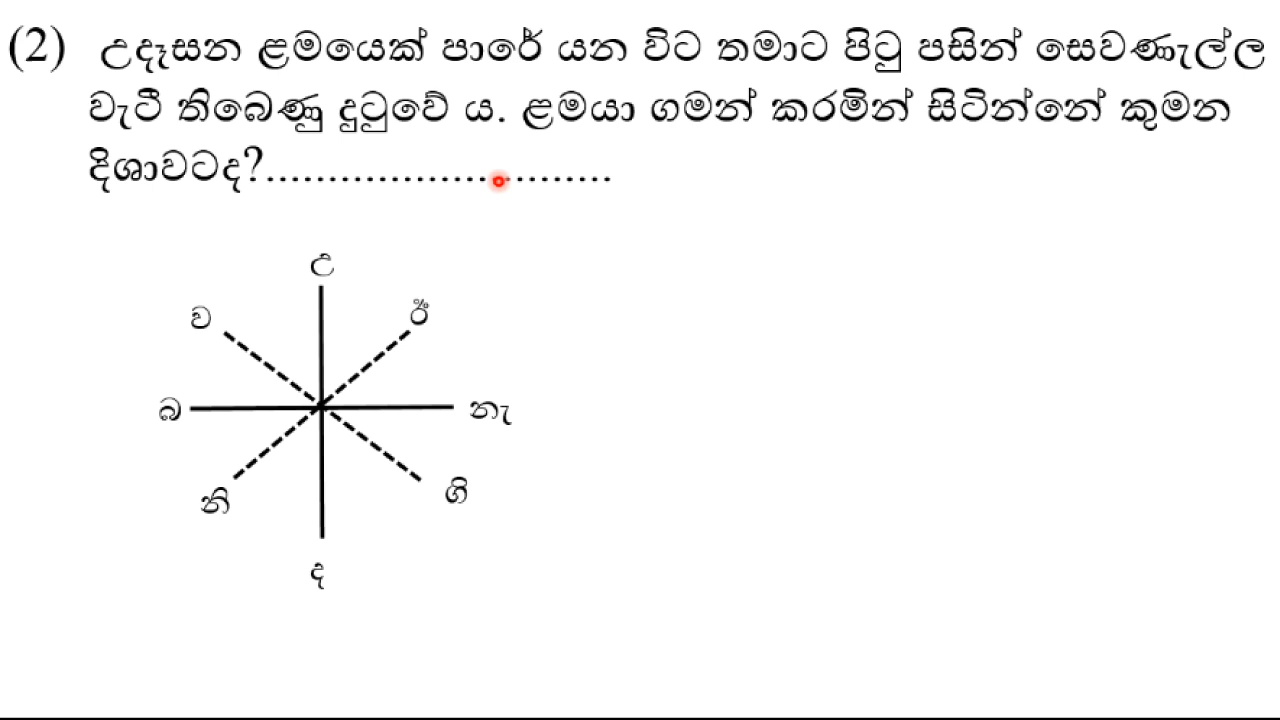 (2) උදෑසන ළමයෙක් පාරේ යන විට තමාට පිටු පසින් සෙවණැල්ල
වැටී තිබෙණු දුටුවේ ය. ළමයා ගමන් කරමින් සිටින්නේ කුමන
දිශාවටද?............................
උ
ව
ඊ
බ
නැ
නි
ගි
ද